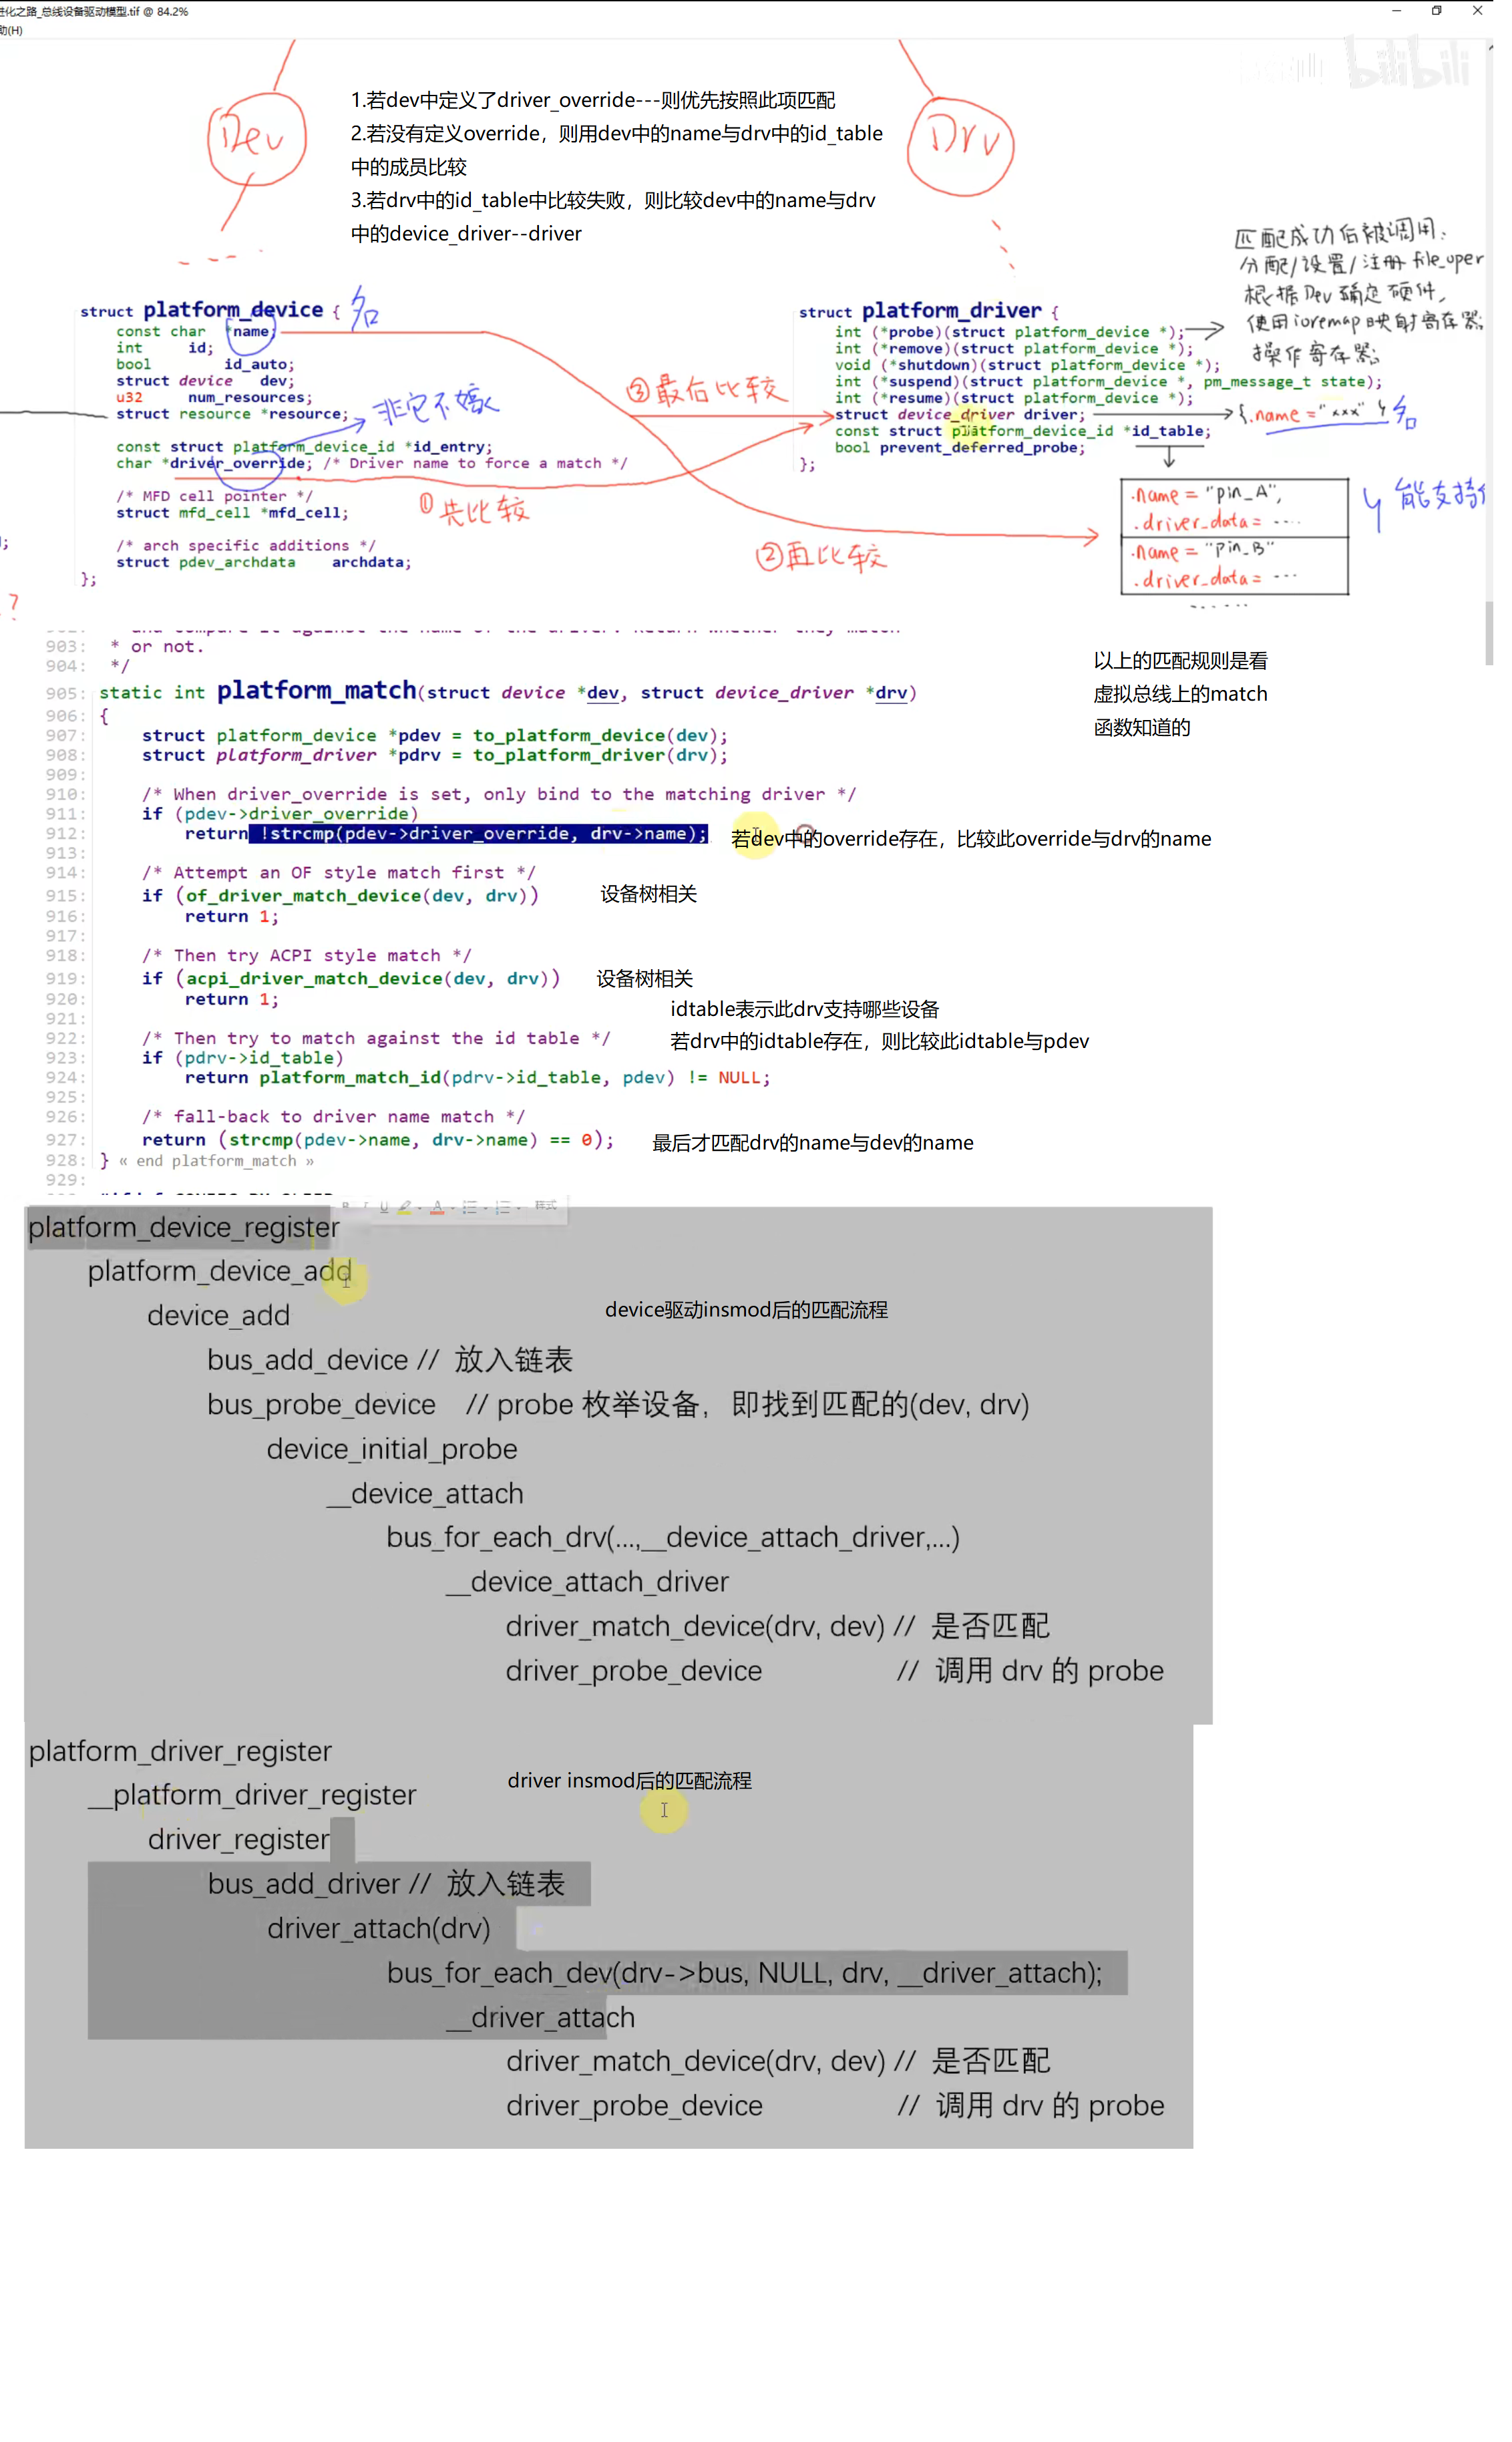 进化之路_总线设备驱动模型.tif @ 84.2%
助(H)
bilibili
Dev
Drv
1.若dev中定义了driver_override---则优先按照此项匹配
2.若没有定义override，则用dev中的name与drv中的id_table
中的成员比较
3.若drv中的id_table中比较失败，则比较dev中的name与drv
中的device_driver--driver
匹配成功后被调用:
分配/设置/注册 file_oper
根据Dev确定硬件,
使用ioremap映射寄存器
操作寄存器
struct platform_device {
const char *name;
int id;
bool id_auto;
struct device dev;
u32 num_resources;
struct resource *resource;
const struct platform_device_id *id_entry;
char *driver_override; /* Driver name to force a match */
/* MFD cell pointer */
struct mfd_cell *mfd_cell;
/* arch specific additions */
struct pdev_archdata archdata;
};
名
非它不嫁
①先比较
②再比较
③最后比较
struct platform_driver {
int (*probe)(struct platform_device *);
int (*remove)(struct platform_device *);
void (*shutdown)(struct platform_device *);
int (*suspend)(struct platform_device *, pm_message_t state);
int (*resume)(struct platform_device *);
struct device_driver driver;
const struct platform_device_id *id_table;
bool prevent_deferred_probe;
};
{.name = "xxx" } 名
.name = "pin_A",
.driver_data= ....
.name = "pin_B"
.driver_data= ...
......
能支持
;
?
903: * or not.
904: */
905: static int platform_match(struct device *dev, struct device_driver *drv)
906: {
907: struct platform_device *pdev = to_platform_device(dev);
908: struct platform_driver *pdrv = to_platform_driver(drv);
909:
910: /* When driver_override is set, only bind to the matching driver */
911: if (pdev->driver_override)
912: return !strcmp(pdev->driver_override, drv->name);
913:
914: /* Attempt an OF style match first */
915: if (of_driver_match_device(dev, drv))
916: return 1;
917:
918: /* Then try ACPI style match */
919: if (acpi_driver_match_device(dev, drv))
920: return 1;
921:
922: /* Then try to match against the id table */
923: if (pdrv->id_table)
924: return platform_match_id(pdrv->id_table, pdev) != NULL;
925:
926: /* fall-back to driver name match */
927: return (strcmp(pdev->name, drv->name) == 0);
928: } « end platform_match »
929:
以上的匹配规则是看
虚拟总线上的match
函数知道的
若dev中的override存在，比较此override与drv的name
设备树相关
设备树相关
idtable表示此drv支持哪些设备
若drv中的idtable存在，则比较此idtable与pdev
最后才匹配drv的name与dev的name
样式
platform_device_register
platform_device_add
device_add
device驱动insmod后的匹配流程
bus_add_device // 放入链表
bus_probe_device // probe 枚举设备，即找到匹配的(dev, drv)
device_initial_probe
__device_attach
bus_for_each_drv(...,__device_attach_driver,...)
__device_attach_driver
driver_match_device(drv, dev) // 是否匹配
driver_probe_device // 调用 drv 的 probe
platform_driver_register
__platform_driver_register
driver insmod后的匹配流程
driver_register
bus_add_driver // 放入链表
driver_attach(drv)
bus_for_each_dev(drv->bus, NULL, drv, __driver_attach);
__driver_attach
driver_match_device(drv, dev) // 是否匹配
driver_probe_device // 调用 drv 的 probe